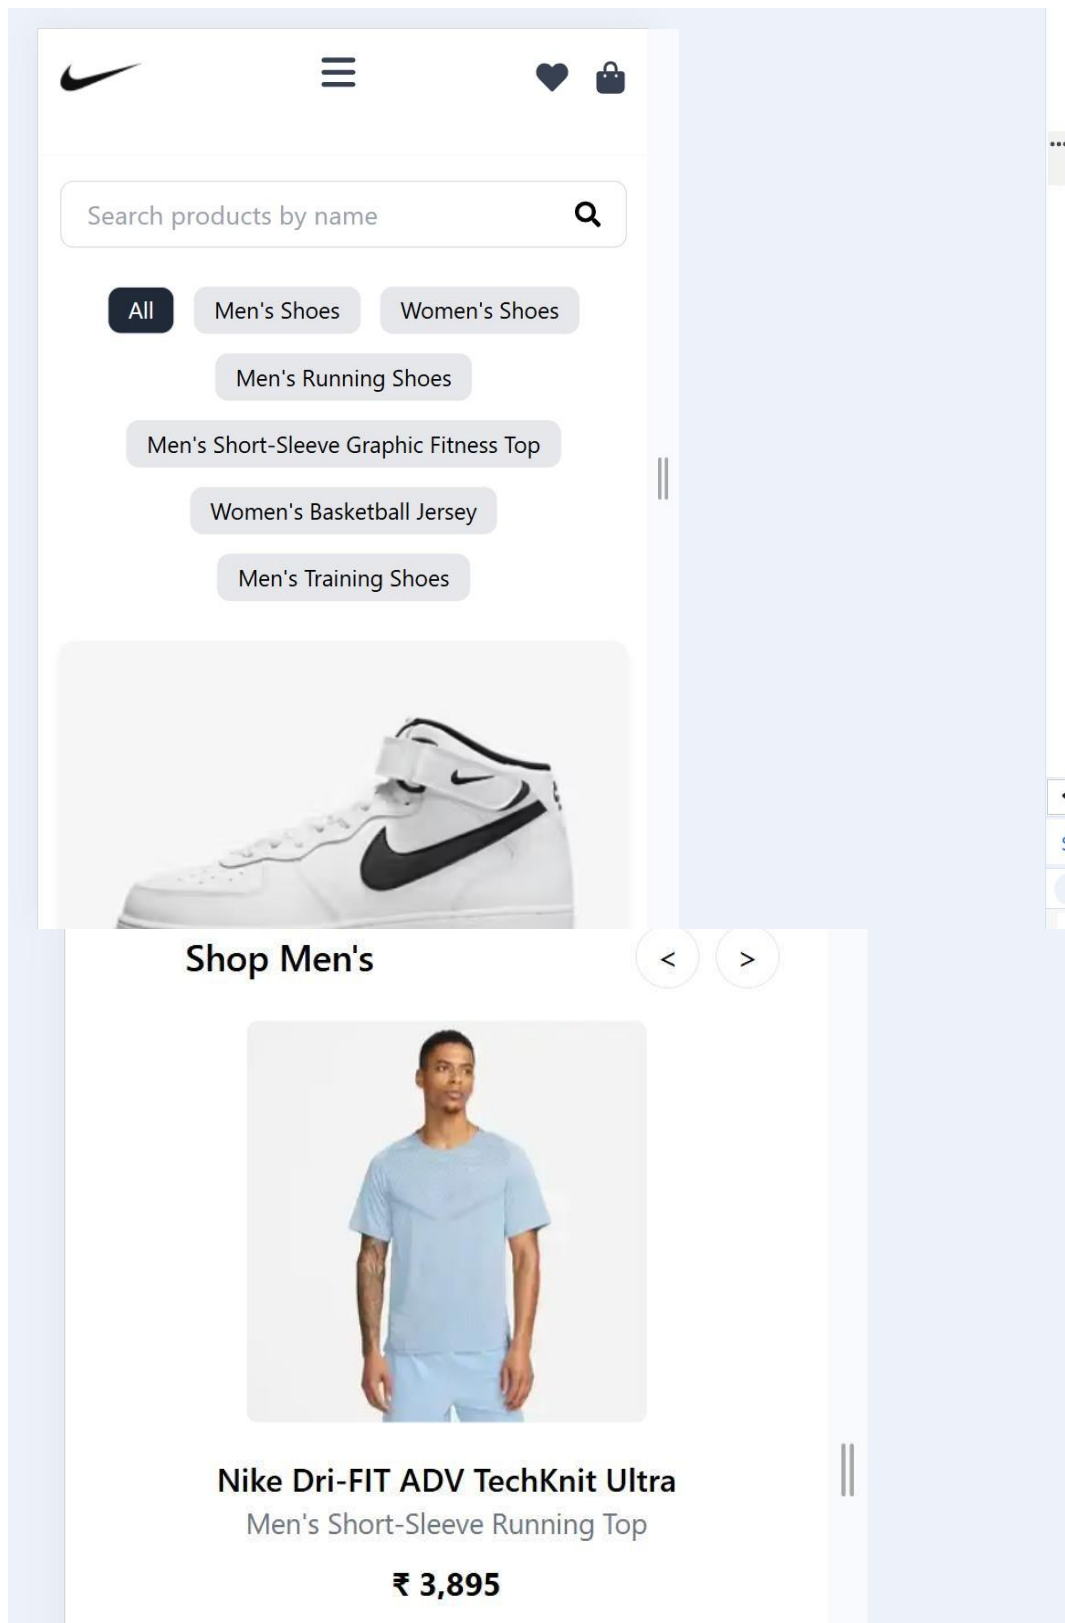 Search products by name
All Men's Shoes Women's Shoes
Men's Running Shoes
Men's Short-Sleeve Graphic Fitness Top
Women's Basketball Jersey
Men's Training Shoes
Shop Men's < >
Nike Dri-FIT ADV TechKnit Ultra
Men's Short-Sleeve Running Top
₹ 3,895